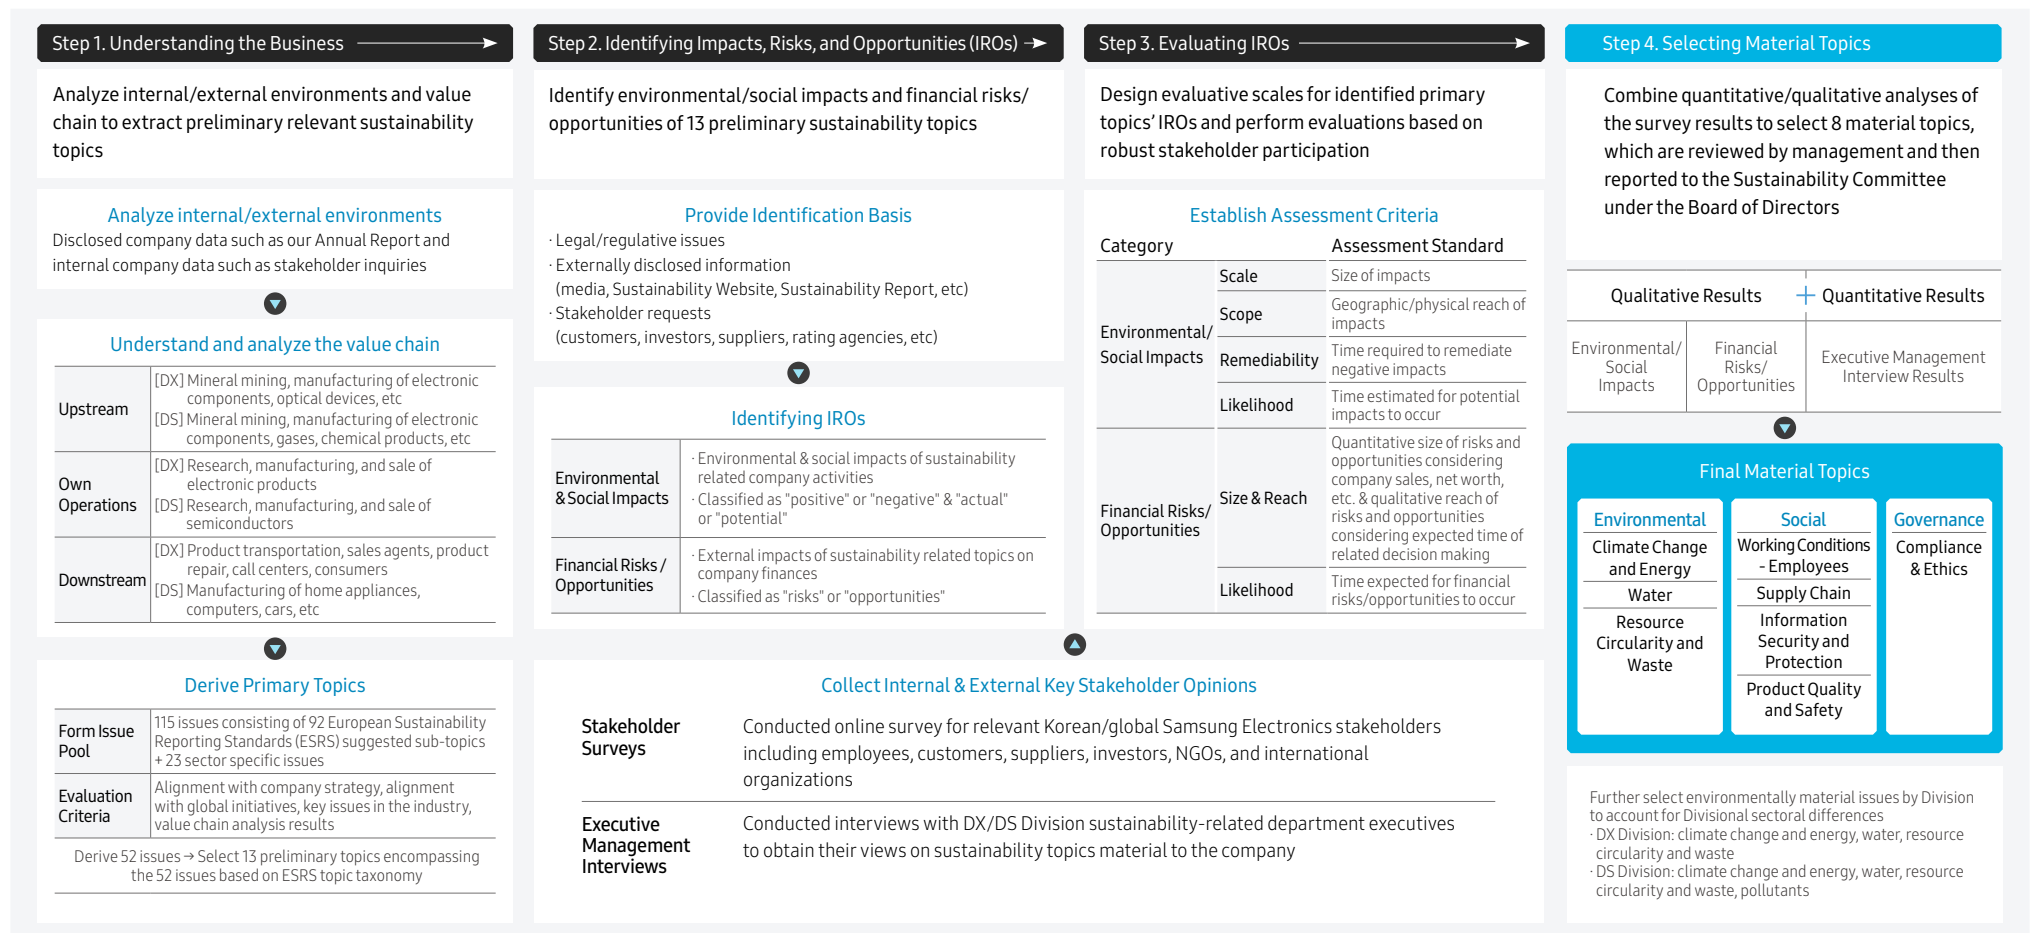 Step 1. Understanding the Business
Analyze internal/external environments and value
chain to extract preliminary relevant sustainability
topics
Analyze internal/external environments
Disclosed company data such as our Annual Report and
internal company data such as stakeholder inquiries
Understand and analyze the value chain
Upstream
[DX] Mineral mining, manufacturing of electronic
components, optical devices, etc
[DS] Mineral mining, manufacturing of electronic
components, gases, chemical products, etc
Own
Operations
[DX] Research, manufacturing, and sale of
electronic products
[DS] Research, manufacturing, and sale of
semiconductors
Downstream
[DX] Product transportation, sales agents, product
repair, call centers, consumers
[DS] Manufacturing of home appliances,
computers, cars, etc
Derive Primary Topics
Form Issue
Pool
115 issues consisting of 92 European Sustainability
Reporting Standards (ESRS) suggested sub-topics
+ 23 sector specific issues
Evaluation
Criteria
Alignment with company strategy, alignment
with global initiatives, key issues in the industry,
value chain analysis results
Derive 52 issues → Select 13 preliminary topics encompassing
the 52 issues based on ESRS topic taxonomy
Step 2. Identifying Impacts, Risks, and Opportunities (IROs)
Identify environmental/social impacts and financial risks/
opportunities of 13 preliminary sustainability topics
Provide Identification Basis
· Legal/regulative issues
· Externally disclosed information
(media, Sustainability Website, Sustainability Report, etc)
· Stakeholder requests
(customers, investors, suppliers, rating agencies, etc)
Identifying IROs
Environmental
& Social Impacts
· Environmental & social impacts of sustainability
related company activities
· Classified as "positive" or "negative" & "actual"
or "potential"
Financial Risks /
Opportunities
· External impacts of sustainability related topics on
company finances
· Classified as "risks" or "opportunities"
Step 3. Evaluating IROs
Design evaluative scales for identified primary
topics' IROs and perform evaluations based on
robust stakeholder participation
Establish Assessment Criteria
Category
Assessment Standard
Environmental/
Social Impacts
Scale
Size of impacts
Scope
Geographic/physical reach of
impacts
Remediability
Time required to remediate
negative impacts
Likelihood
Time estimated for potential
impacts to occur
Financial Risks/
Opportunities
Size & Reach
Quantitative size of risks and
opportunities considering
company sales, net worth,
etc. & qualitative reach of
risks and opportunities
considering expected time of
related decision making
Likelihood
Time expected for financial
risks/opportunities to occur
Collect Internal & External Key Stakeholder Opinions
Stakeholder
Surveys
Conducted online survey for relevant Korean/global Samsung Electronics stakeholders
including employees, customers, suppliers, investors, NGOs, and international
organizations
Executive
Management
Interviews
Conducted interviews with DX/DS Division sustainability-related department executives
to obtain their views on sustainability topics material to the company
Step 4. Selecting Material Topics
Combine quantitative/qualitative analyses of
the survey results to select 8 material topics,
which are reviewed by management and then
reported to the Sustainability Committee
under the Board of Directors
Qualitative Results + Quantitative Results
Environmental/
Social
Impacts
Financial
Risks/
Opportunities
Executive Management
Interview Results
Final Material Topics
Environmental
Climate Change
and Energy
Water
Resource
Circularity and
Waste
Social
Working Conditions
- Employees
Supply Chain
Information
Security and
Protection
Product Quality
and Safety
Governance
Compliance
& Ethics
Further select environmentally material issues by Division
to account for Divisional sectoral differences
· DX Division: climate change and energy, water, resource
circularity and waste
· DS Division: climate change and energy, water, resource
circularity and waste, pollutants